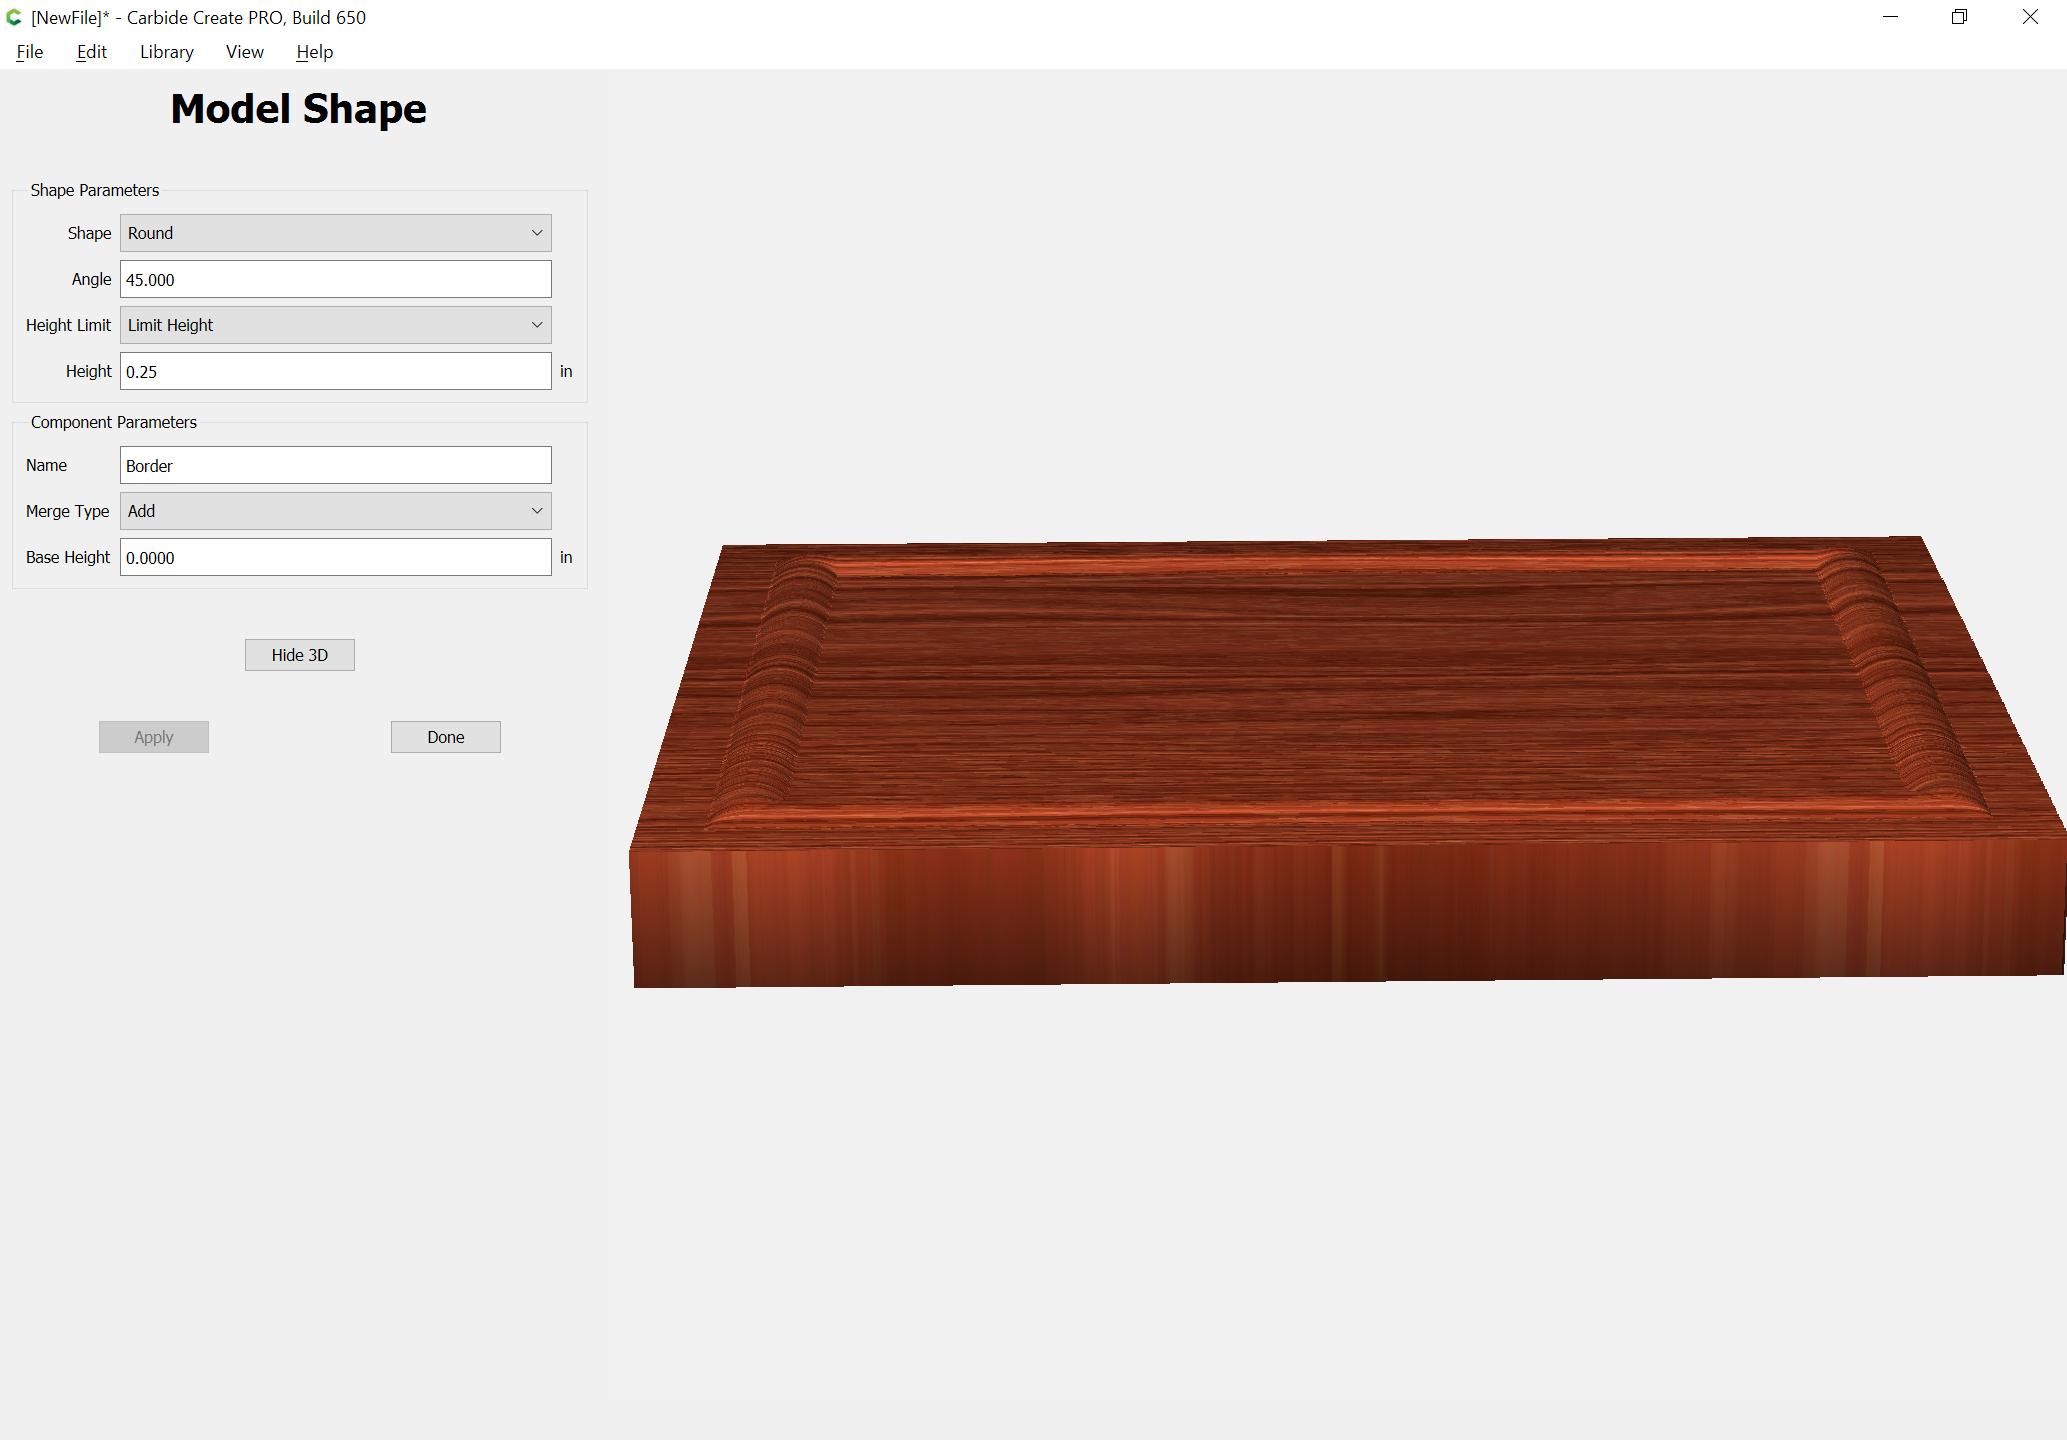 [NewFile]* - Carbide Create PRO, Build 650
File Edit Library View Help
Model Shape
Shape Parameters
Shape Round
Angle 45.000
Height Limit Limit Height
Height 0.25 in
Component Parameters
Name Border
Merge Type Add
Base Height 0.0000 in
Hide 3D
Apply Done